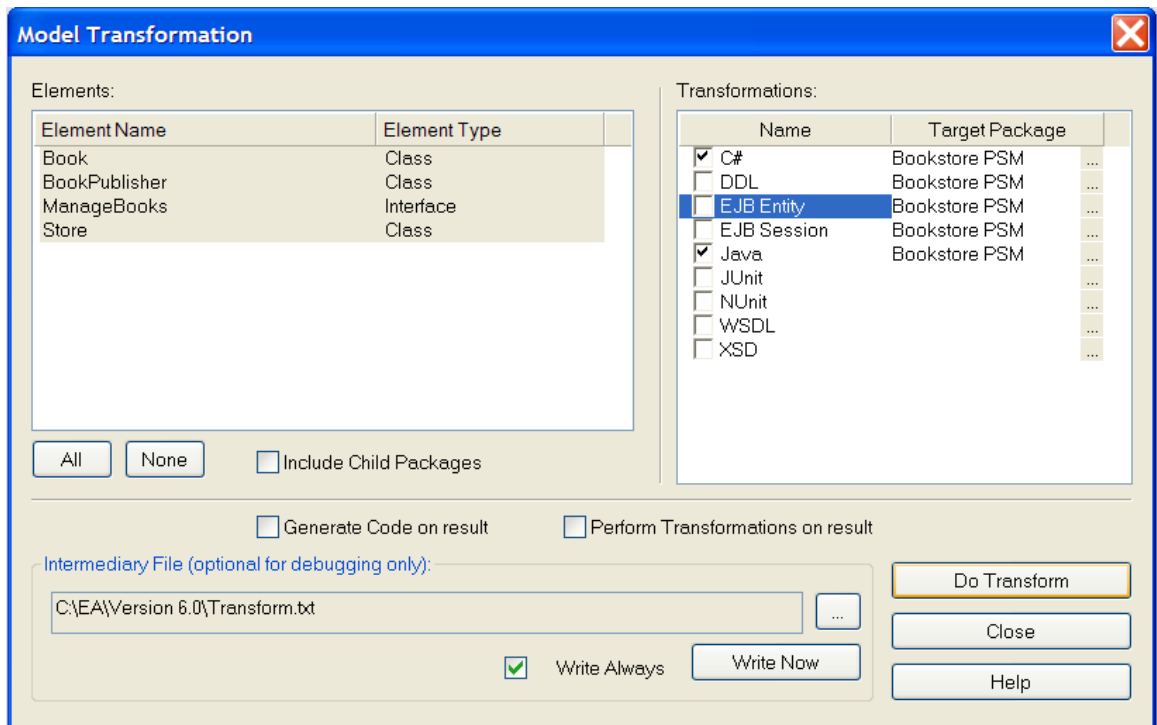 Model Transformation
Elements:
Element Name Element Type
Book Class
BookPublisher Class
ManageBooks Interface
Store Class
All None Include Child Packages
Transformations:
Name Target Package
C# Bookstore PSM ...
DDL Bookstore PSM ...
EJB Entity Bookstore PSM ...
EJB Session Bookstore PSM ...
Java Bookstore PSM ...
JUnit ...
NUnit ...
WSDL ...
XSD ...
Generate Code on result Perform Transformations on result
Intermediary File (optional for debugging only):
C:\EA\Version 6.0\Transform.txt ...
Write Always Write Now
Do Transform
Close
Help